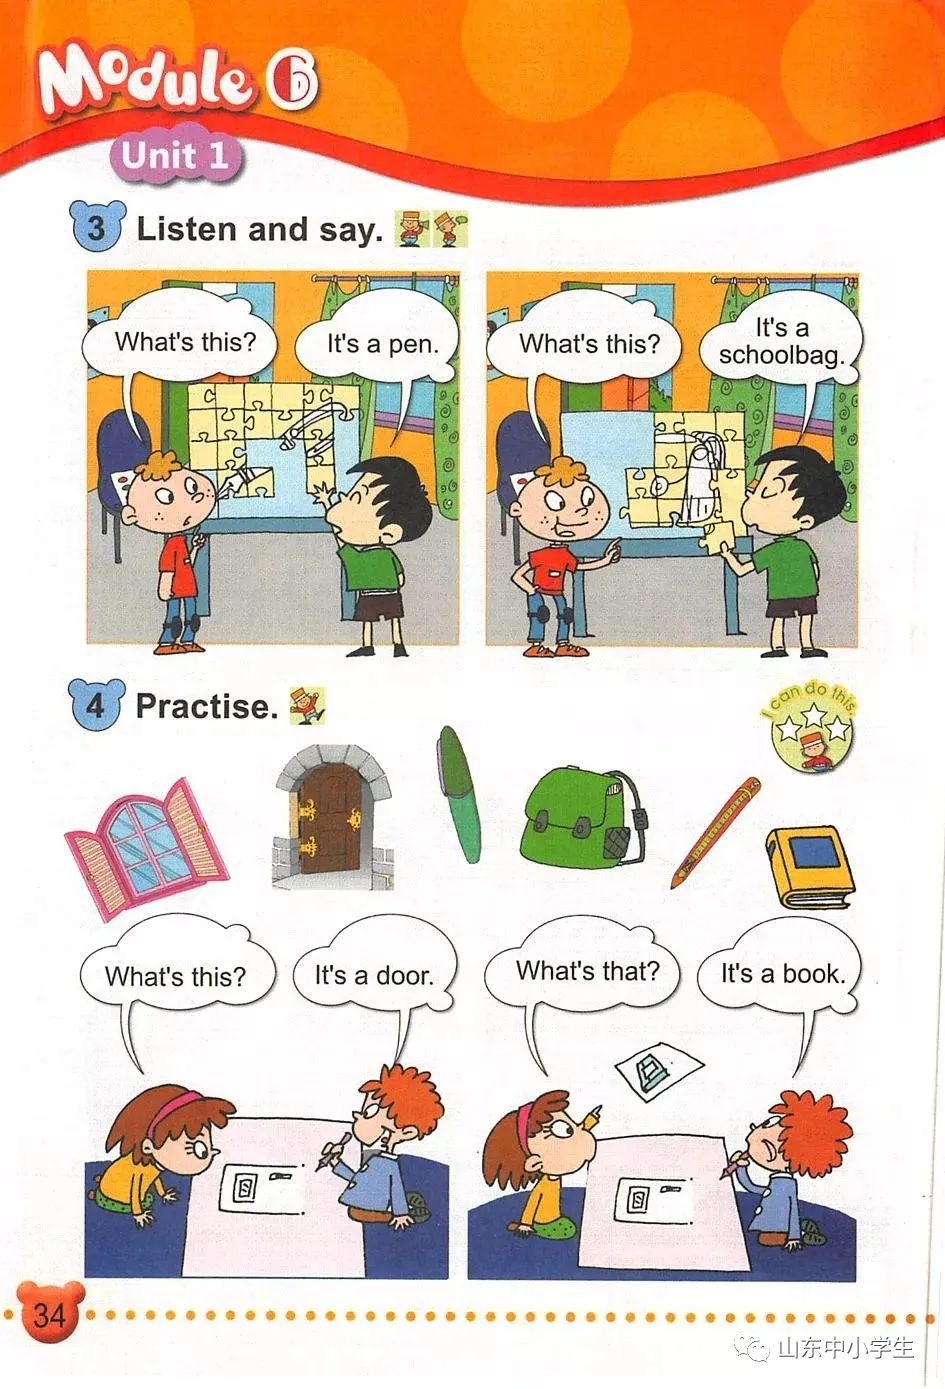 Module 6
Unit 1
3 Listen and say.
What's this?
It's a pen.
What's this?
It's a
schoolbag.
4 Practise.
I can do this.
What's this?
It's a door.
What's that?
It's a book.
34
山东中小学生